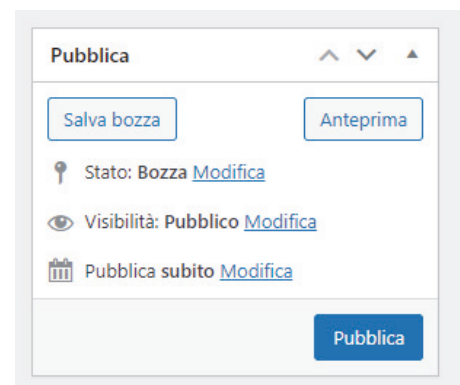 Pubblica
Salva bozza Anteprima
Stato: Bozza Modifica
Visibilità: Pubblico Modifica
Pubblica subito Modifica
Pubblica